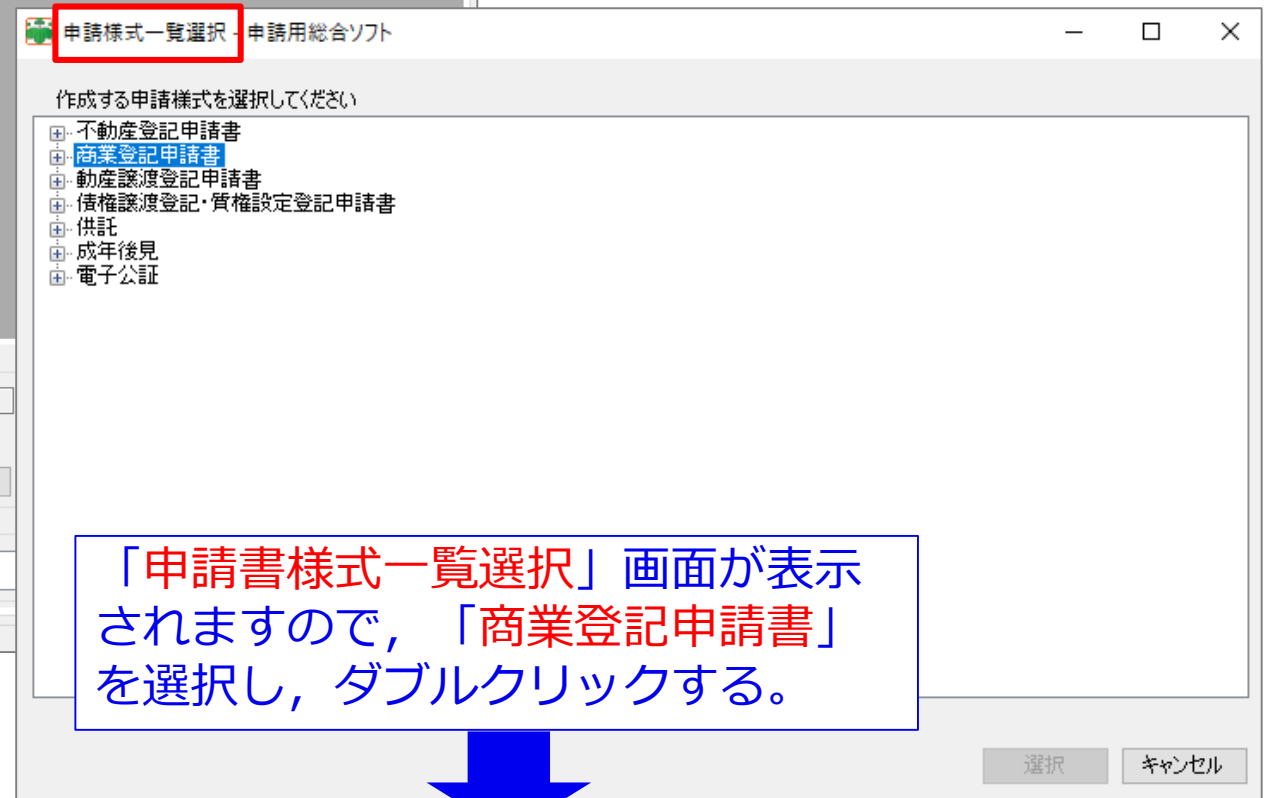 申請様式一覧選択 - 申請用総合ソフト
作成する申請様式を選択してください
不動産登記申請書
商業登記申請書
動産譲渡登記申請書
債権譲渡登記・質権設定登記申請書
供託
成年後見
電子公証
「申請書様式一覧選択」画面が表示
されますので，「商業登記申請書」
を選択し，ダブルクリックする。
選択
キャンセル